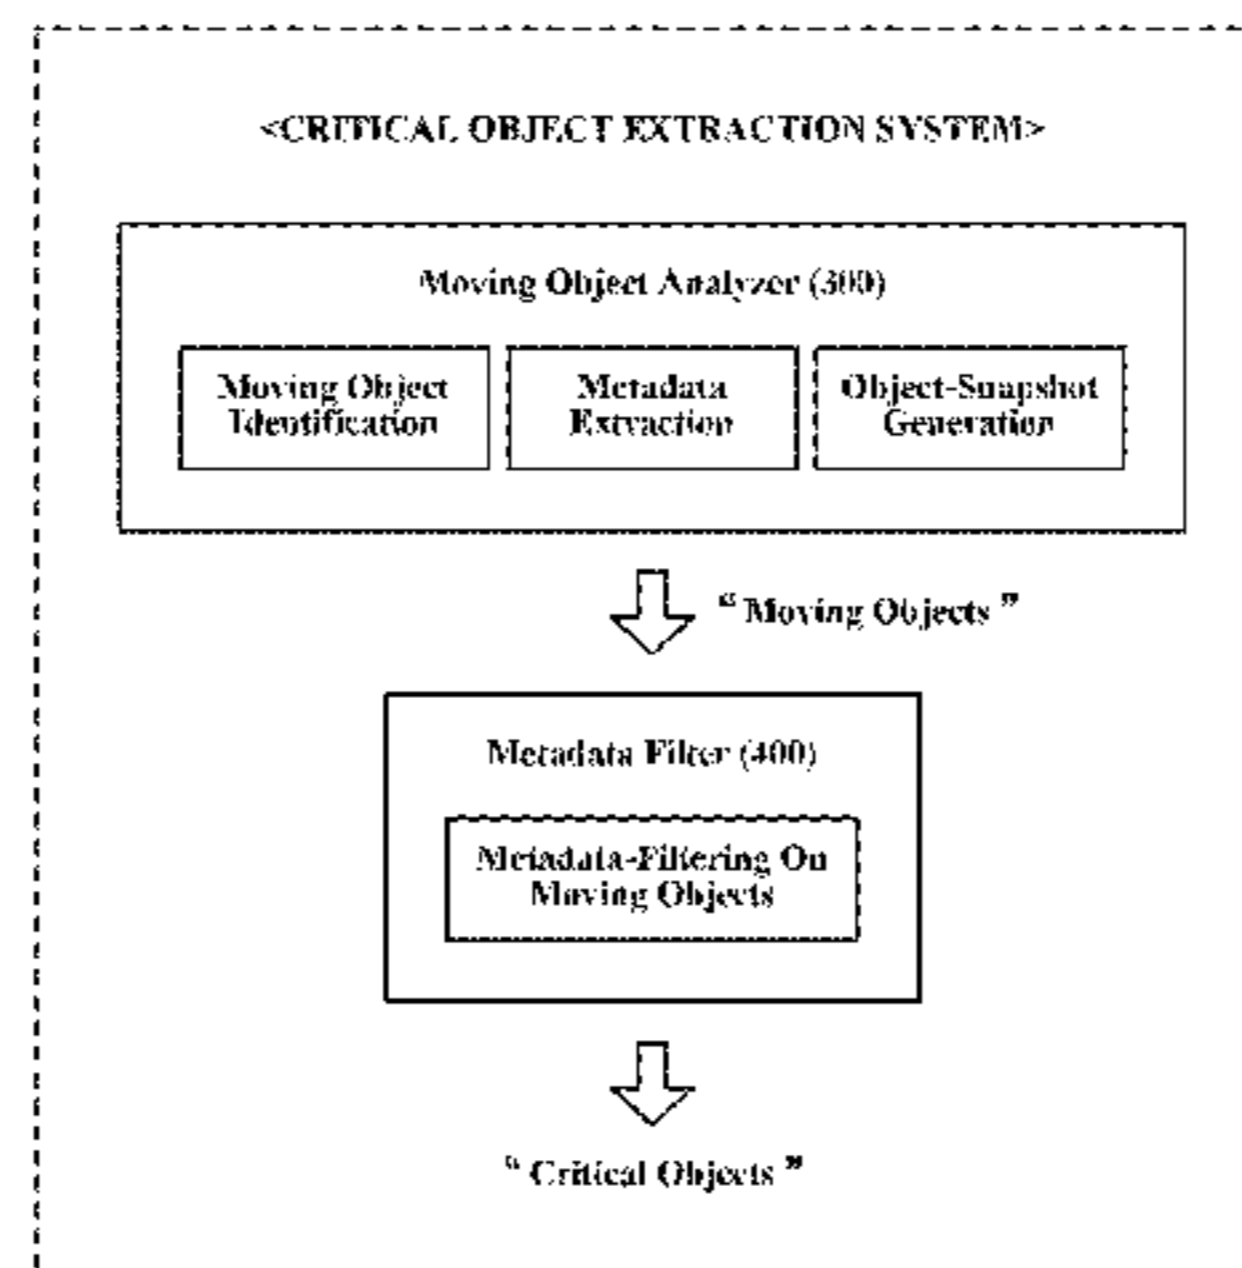 <CRITICAL OBJECT EXTRACTION SYSTEM>
Moving Object Analyzer (300)
Moving Object
Identification
Metadata
Extraction
Object-Snapshot
Generation
“ Moving Objects ”
Metadata Filter (400)
Metadata-Filtering On
Moving Objects
“ Critical Objects ”